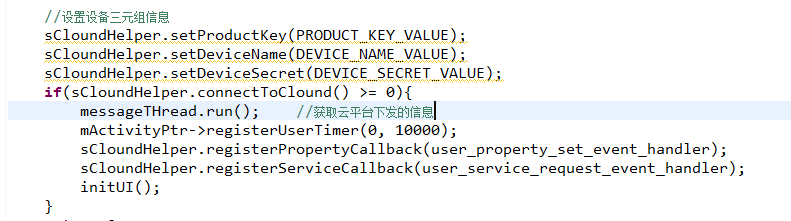 //设置设备三元组信息
sCloundHelper.setProductKey(PRODUCT_KEY_VALUE);
sCloundHelper.setDeviceName(DEVICE_NAME_VALUE);
sCloundHelper.setDeviceSecret(DEVICE_SECRET_VALUE);
if(sCloundHelper.connectToClound() >= 0){
messageTHread.run(); //获取云平台下发的信息
mActivityPtr->registerUserTimer(0, 10000);
sCloundHelper.registerPropertyCallback(user_property_set_event_handler);
sCloundHelper.registerServiceCallback(user_service_request_event_handler);
initUI();
}